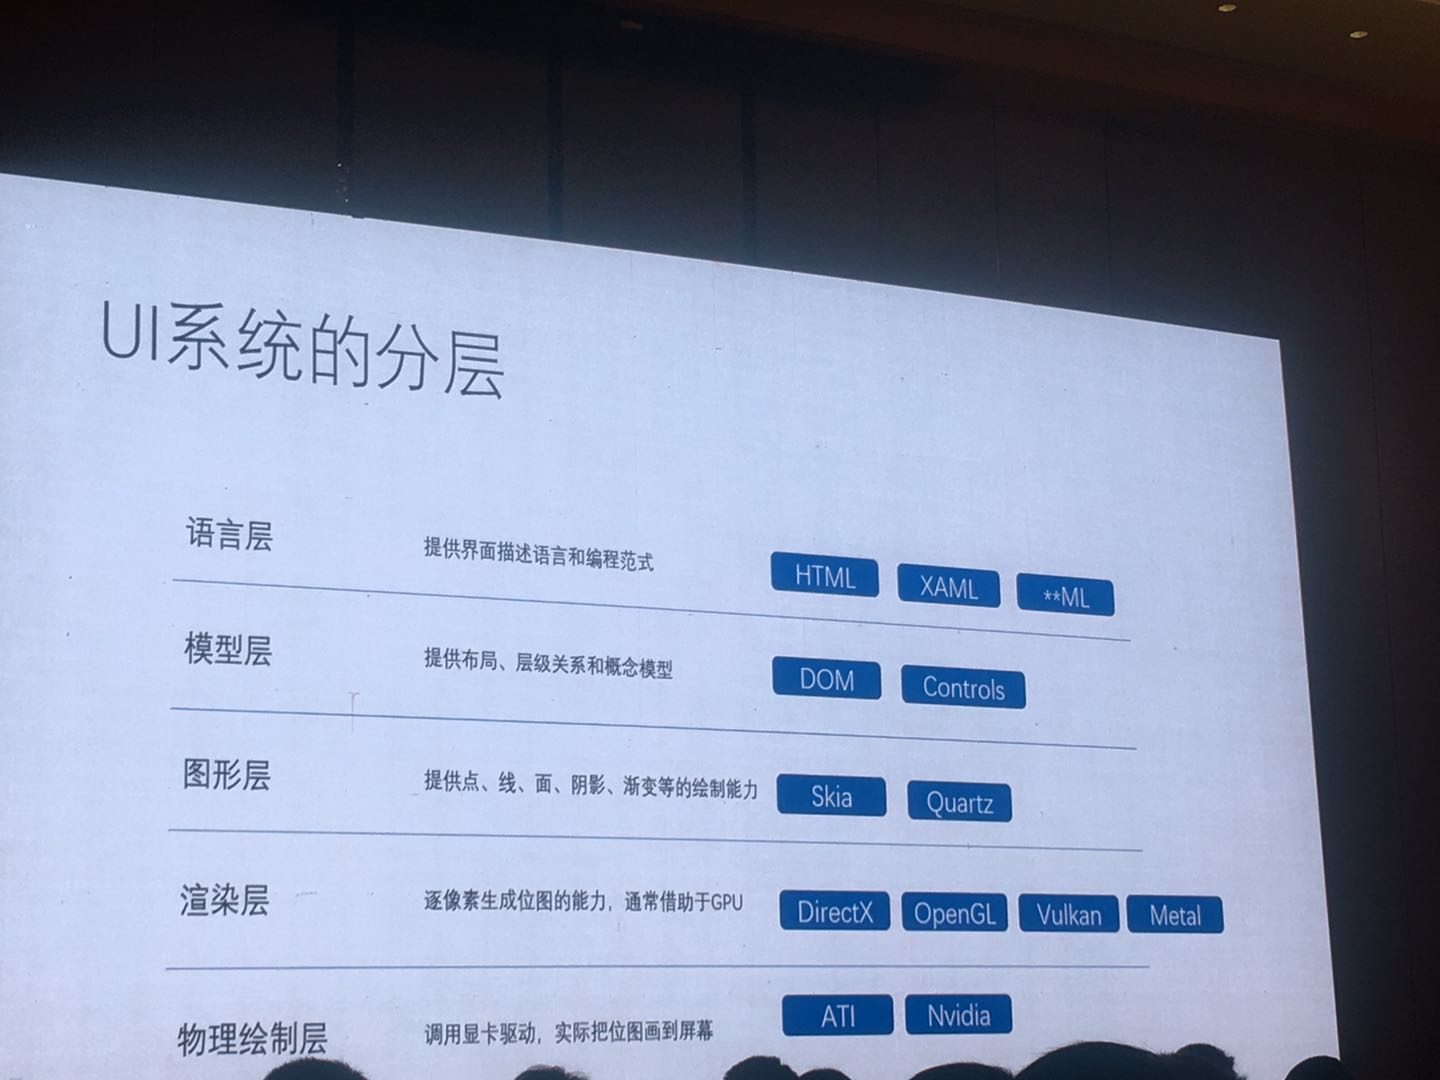 UI系统的分层
语言层 提供界面描述语言和编程范式 HTML XAML **ML
模型层 提供布局、层级关系和概念模型 DOM Controls
图形层 提供点、线、面、阴影、渐变等的绘制能力 Skia Quartz
渲染层 逐像素生成位图的能力，通常借助于GPU DirectX OpenGL Vulkan Metal
物理绘制层 调用显卡驱动，实际把位图画到屏幕 ATI Nvidia